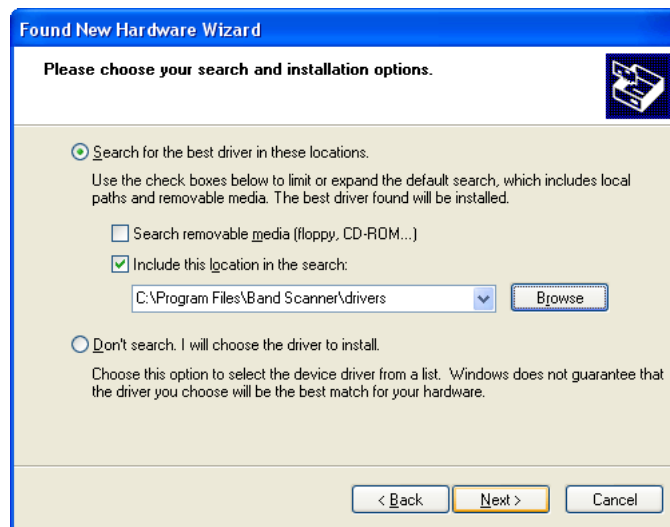 Found New Hardware Wizard
Please choose your search and installation options.
Search for the best driver in these locations.
Use the check boxes below to limit or expand the default search, which includes local
paths and removable media. The best driver found will be installed.
Search removable media (floppy, CD-ROM...)
Include this location in the search:
C:\Program Files\Band Scanner\drivers
Browse
Don't search. I will choose the driver to install.
Choose this option to select the device driver from a list. Windows does not guarantee that
the driver you choose will be the best match for your hardware.
< Back
Next >
Cancel